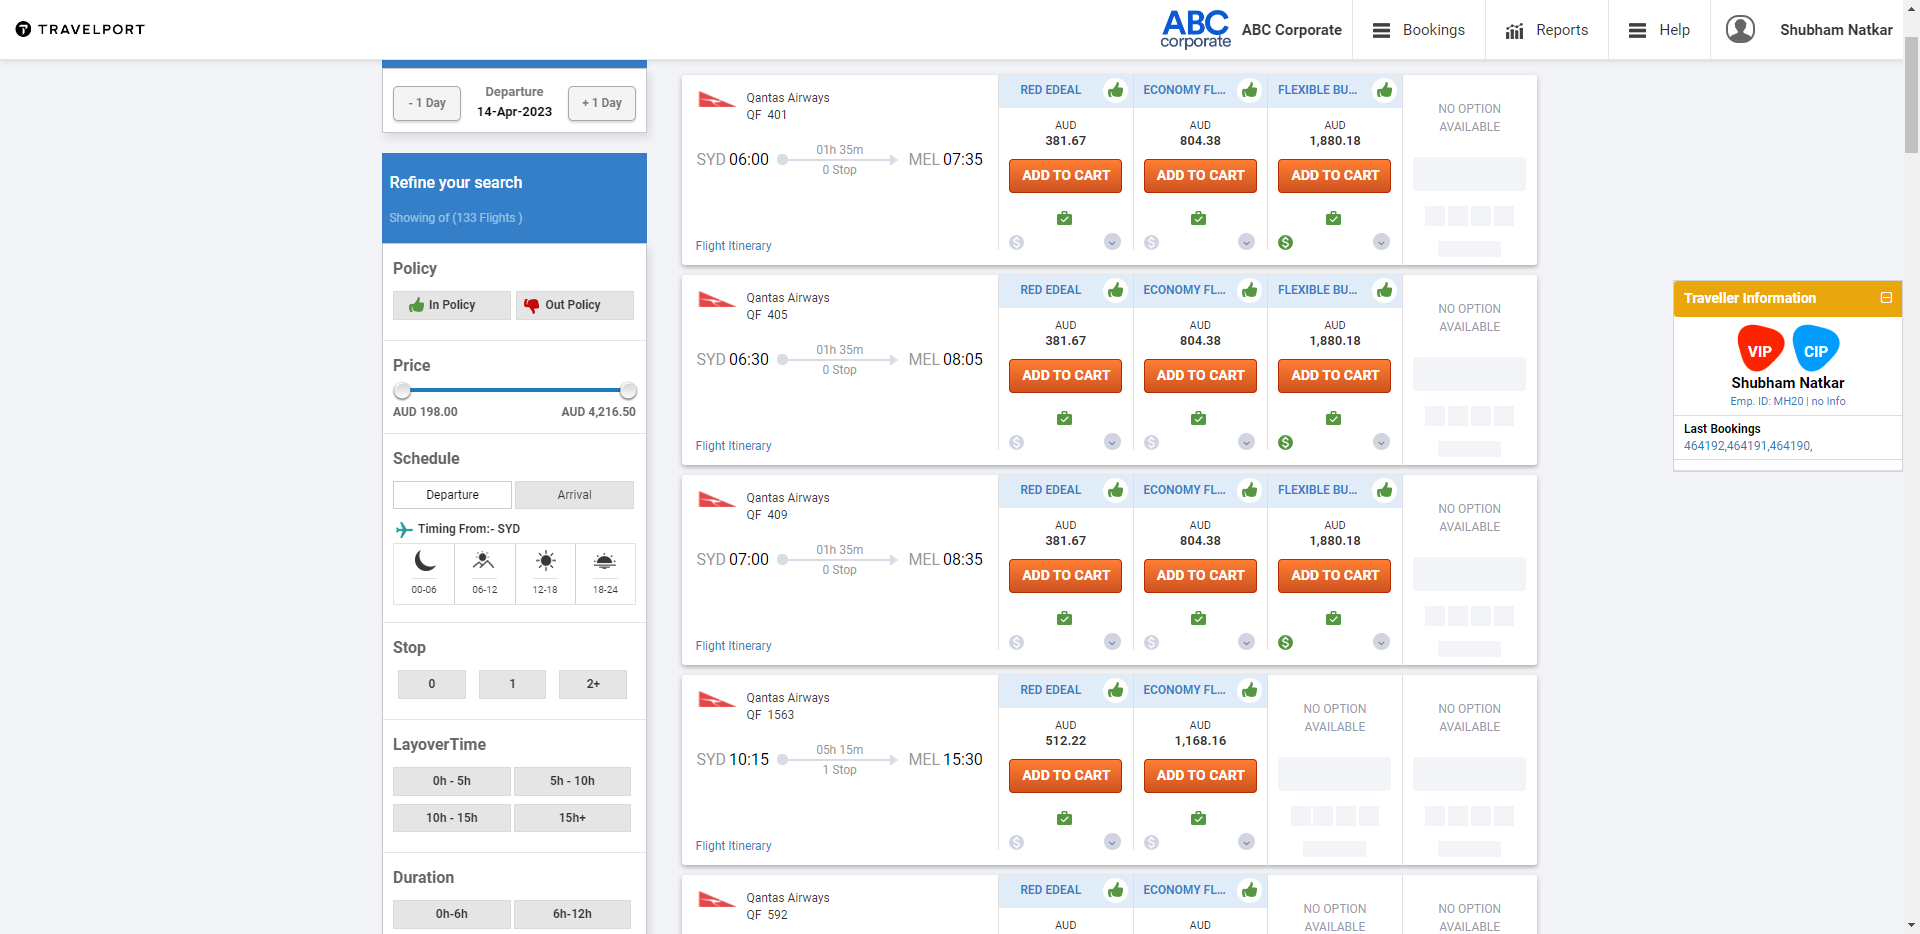 TRAVELPORT
ABC
corporate
ABC Corporate
Bookings
Reports
Help
Shubham Natkar
- 1 Day
Departure
14-Apr-2023
+ 1 Day
Refine your search
Showing of (133 Flights )
Policy
In Policy
Out Policy
Price
AUD 198.00
AUD 4,216.50
Schedule
Departure
Arrival
Timing From:- SYD
00-06
06-12
12-18
18-24
Stop
0
1
2+
LayoverTime
0h - 5h
5h - 10h
10h - 15h
15h+
Duration
0h-6h
6h-12h
Qantas Airways
QF 401
SYD 06:00
01h 35m
0 Stop
MEL 07:35
Flight Itinerary
RED EDEAL
AUD
381.67
ADD TO CART
$
ECONOMY FL...
AUD
804.38
ADD TO CART
$
FLEXIBLE BU...
AUD
1,880.18
ADD TO CART
$
NO OPTION
AVAILABLE
Qantas Airways
QF 405
SYD 06:30
01h 35m
0 Stop
MEL 08:05
Flight Itinerary
RED EDEAL
AUD
381.67
ADD TO CART
$
ECONOMY FL...
AUD
804.38
ADD TO CART
$
FLEXIBLE BU...
AUD
1,880.18
ADD TO CART
$
NO OPTION
AVAILABLE
Qantas Airways
QF 409
SYD 07:00
01h 35m
0 Stop
MEL 08:35
Flight Itinerary
RED EDEAL
AUD
381.67
ADD TO CART
$
ECONOMY FL...
AUD
804.38
ADD TO CART
$
FLEXIBLE BU...
AUD
1,880.18
ADD TO CART
$
NO OPTION
AVAILABLE
Qantas Airways
QF 1563
SYD 10:15
05h 15m
1 Stop
MEL 15:30
Flight Itinerary
RED EDEAL
AUD
512.22
ADD TO CART
$
ECONOMY FL...
AUD
1,168.16
ADD TO CART
$
NO OPTION
AVAILABLE
NO OPTION
AVAILABLE
Qantas Airways
QF 592
RED EDEAL
AUD
ECONOMY FL...
AUD
NO OPTION
AVAILABLE
NO OPTION
AVAILABLE
Traveller Information
VIP
CIP
Shubham Natkar
Emp. ID: MH20 | no Info
Last Bookings
464192,464191,464190,